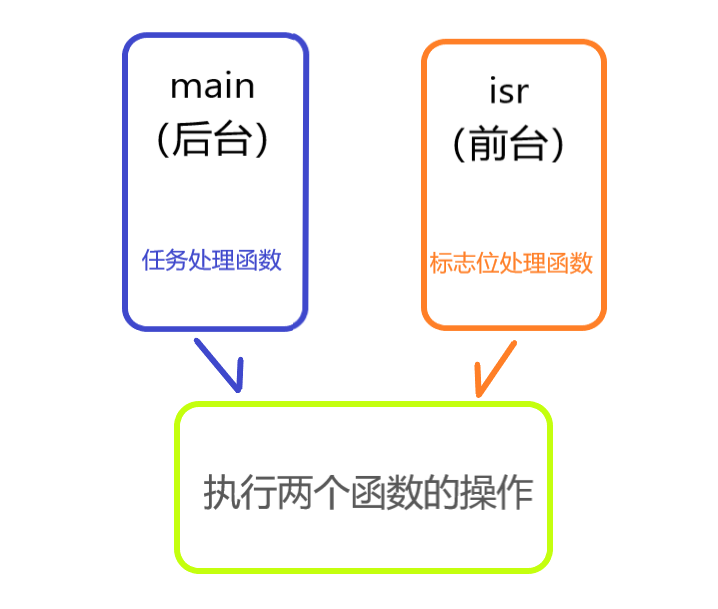 main
（后台）
任务处理函数
isr
（前台）
标志位处理函数
执行两个函数的操作